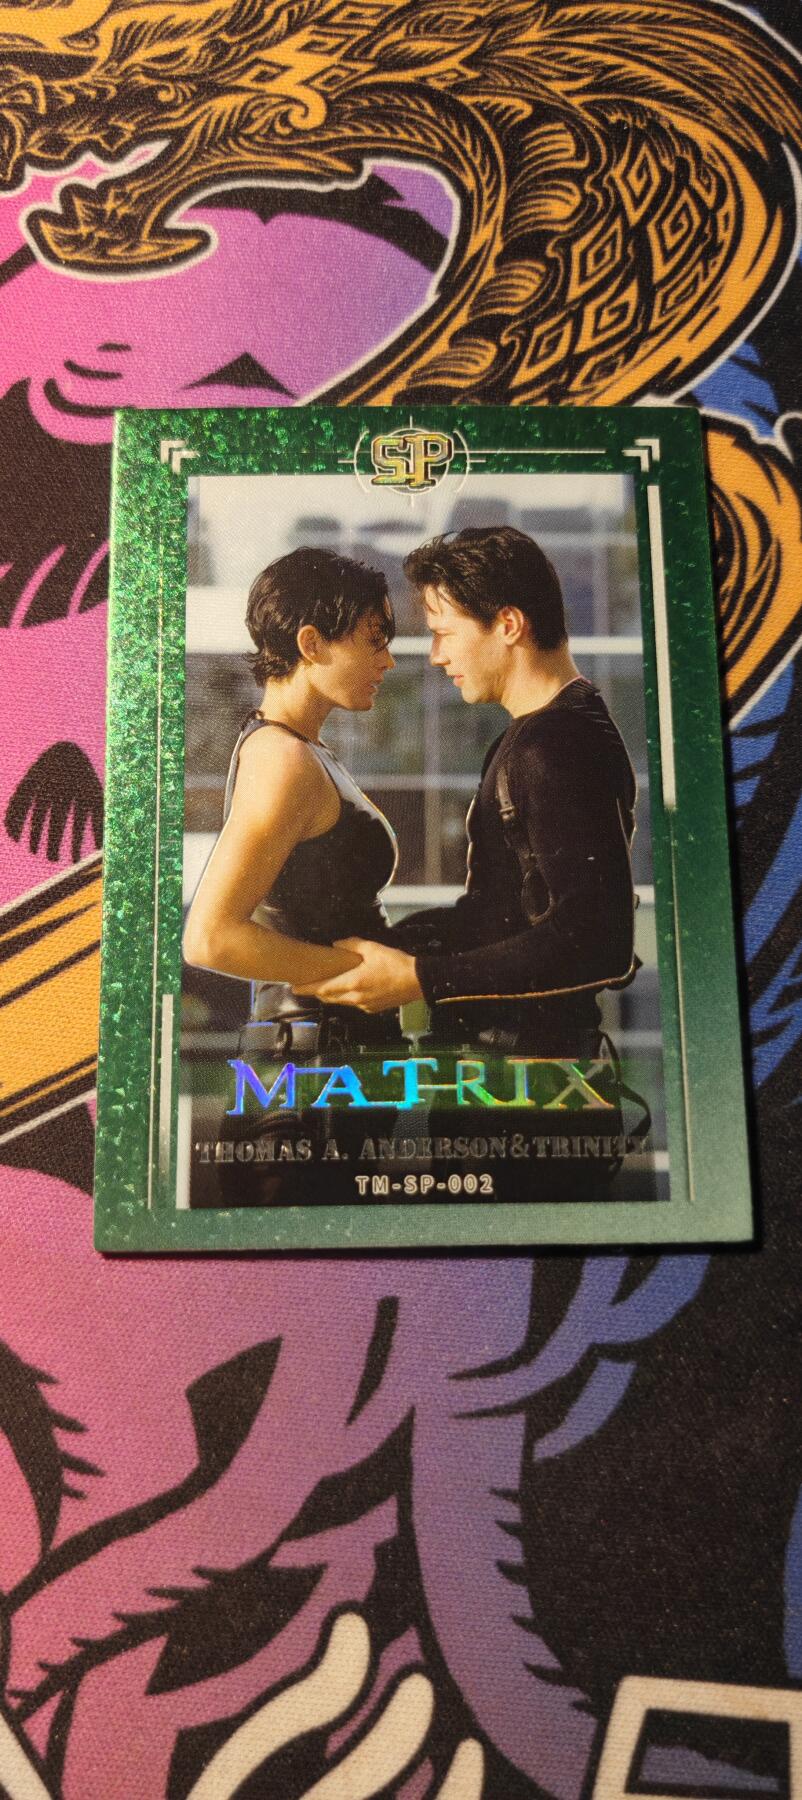 SP
MATRIX
THOMAS A. ANDERSON&TRINITY
TM-SP-002